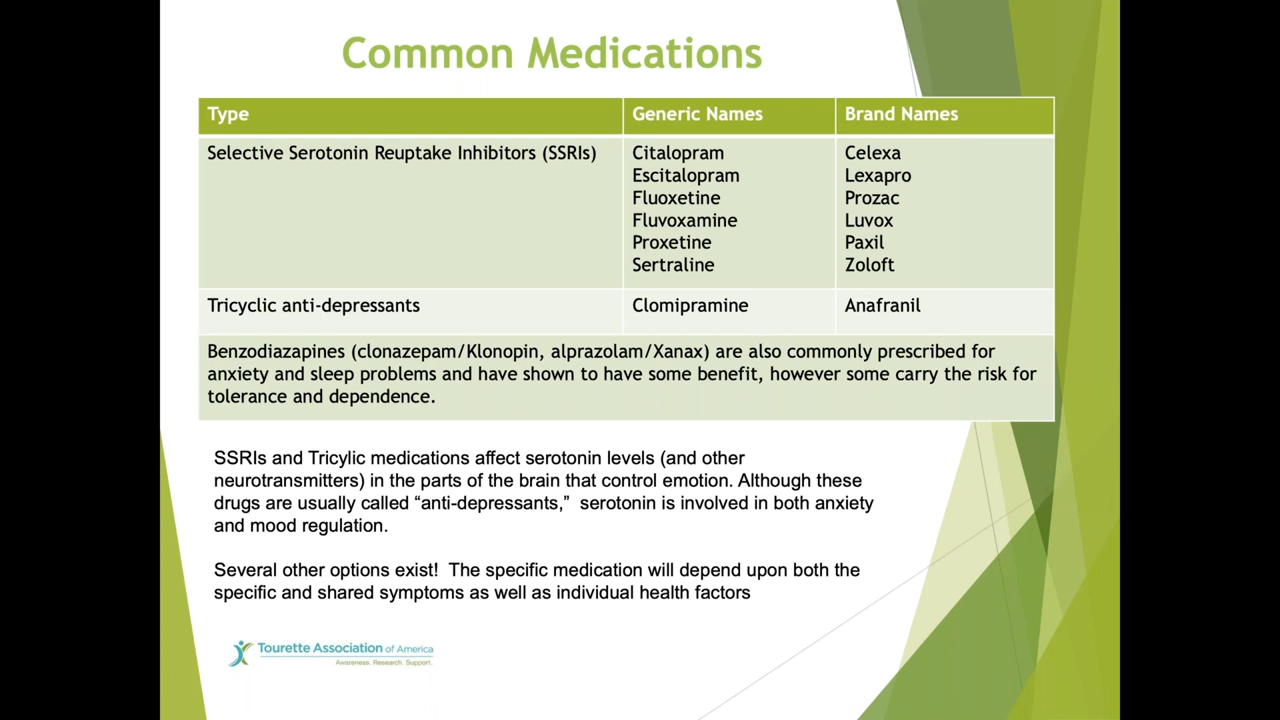 Common Medications
Type Generic Names Brand Names
Selective Serotonin Reuptake Inhibitors (SSRIs) Citalopram Celexa
Escitalopram Lexapro
Fluoxetine Prozac
Fluvoxamine Luvox
Proxetine Paxil
Sertraline Zoloft
Tricyclic anti-depressants Clomipramine Anafranil
Benzodiazapines (clonazepam/Klonopin, alprazolam/Xanax) are also commonly prescribed for
anxiety and sleep problems and have shown to have some benefit, however some carry the risk for
tolerance and dependence.
SSRIs and Tricylic medications affect serotonin levels (and other
neurotransmitters) in the parts of the brain that control emotion. Although these
drugs are usually called “anti-depressants,” serotonin is involved in both anxiety
and mood regulation.
Several other options exist! The specific medication will depend upon both the
specific and shared symptoms as well as individual health factors
Tourette Association of America
Awareness. Research. Support.